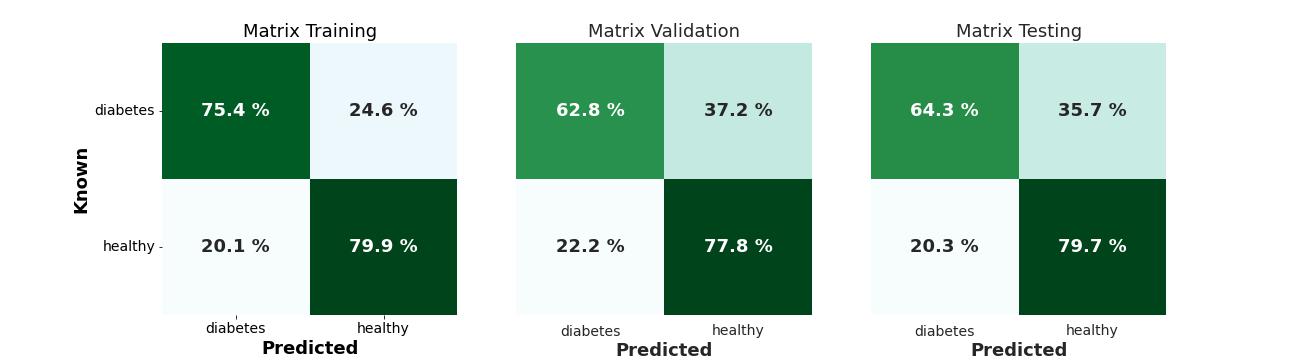 Matrix Training
Matrix Validation
Matrix Testing
Known
diabetes
75.4 %
24.6 %
62.8 %
37.2 %
64.3 %
35.7 %
healthy
20.1 %
79.9 %
22.2 %
77.8 %
20.3 %
79.7 %
diabetes
healthy
diabetes
healthy
diabetes
healthy
Predicted
Predicted
Predicted